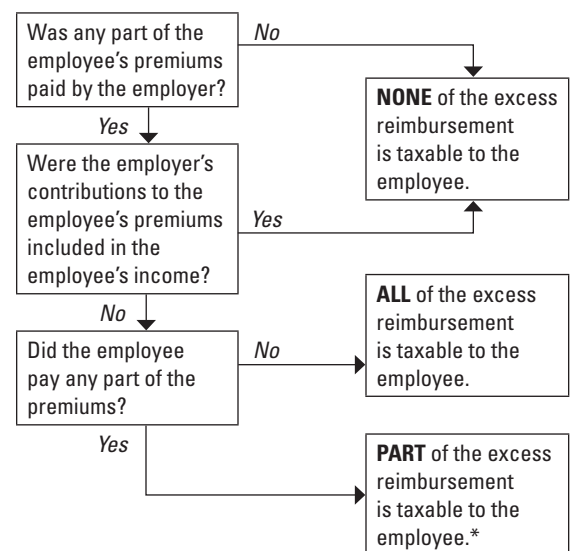 Was any part of the
employee's premiums
paid by the employer?
No
NONE of the excess
reimbursement
is taxable to the
employee.
Yes
Were the employer's
contributions to the
employee's premiums
included in the
employee's income?
Yes
No
ALL of the excess
reimbursement
is taxable to the
employee.
Did the employee
pay any part of the
premiums?
No
Yes
PART of the excess
reimbursement
is taxable to the
employee.*